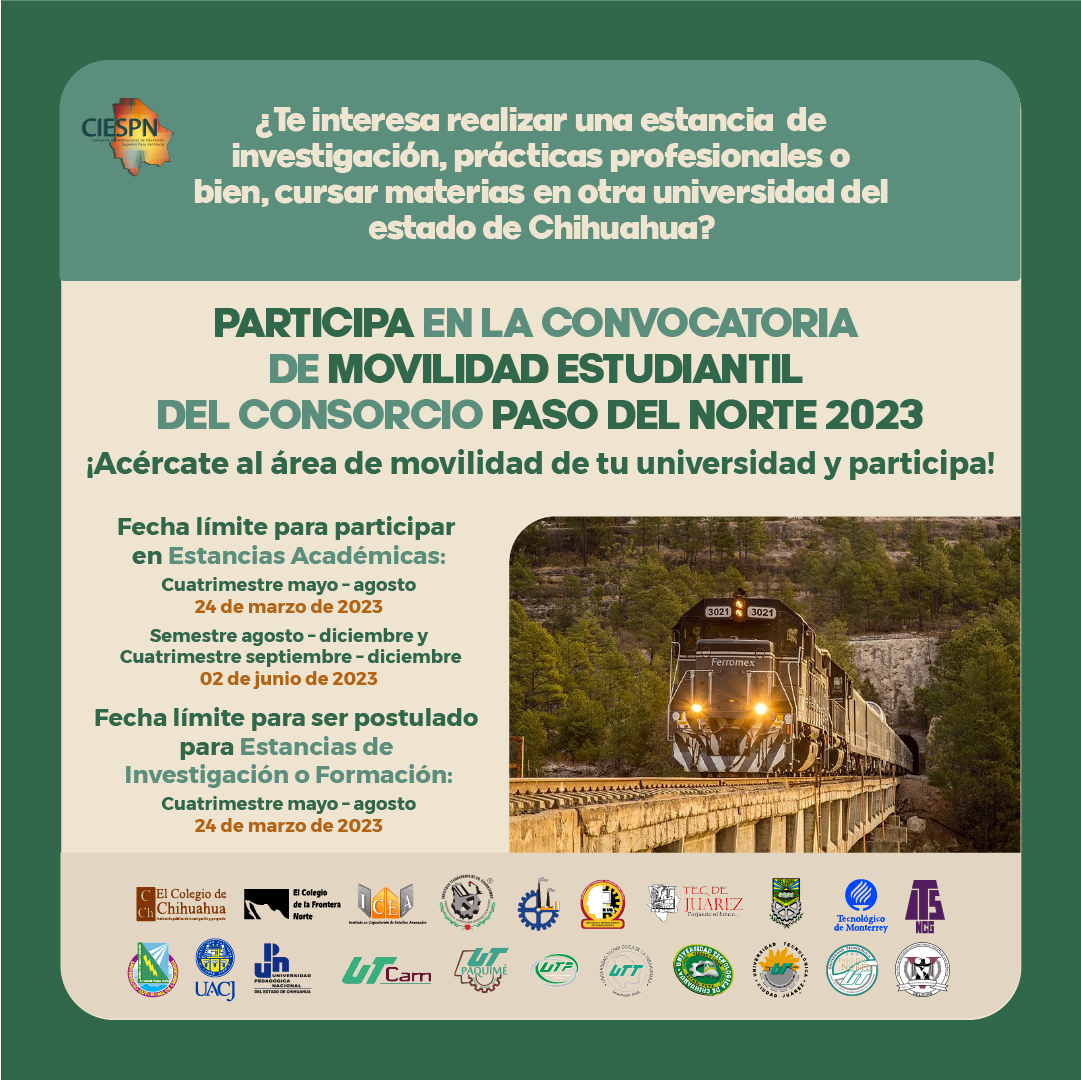 CIESPN
¿Te interesa realizar una estancia de
investigación, prácticas profesionales o
bien, cursar materias en otra universidad del
estado de Chihuahua?
PARTICIPA EN LA CONVOCATORIA
DE MOVILIDAD ESTUDIANTIL
DEL CONSORCIO PASO DEL NORTE 2023
¡Acércate al área de movilidad de tu universidad y participa!
Fecha límite para participar
en Estancias Académicas:
Cuatrimestre mayo – agosto
24 de marzo de 2023
Semestre agosto – diciembre y
Cuatrimestre septiembre – diciembre
02 de junio de 2023
Fecha límite para ser postulado
para Estancias de
Investigación o Formación:
Cuatrimestre mayo – agosto
24 de marzo de 2023
3021 3021
Ferromex
C
Ch
El Colegio de
Chihuahua
El Colegio
de la Frontera
Norte
ICEA
TEC DE
JUAREZ
Forjando el futuro...
Tecnológico
de Monterrey
ITS
NCG
UACJ
UNIVERSIDAD
PEDAGÓGICA
NACIONAL
DEL ESTADO DE CHIHUAHUA
UTCam
UT
PAQUIMÉ
UTP
UTT
UT